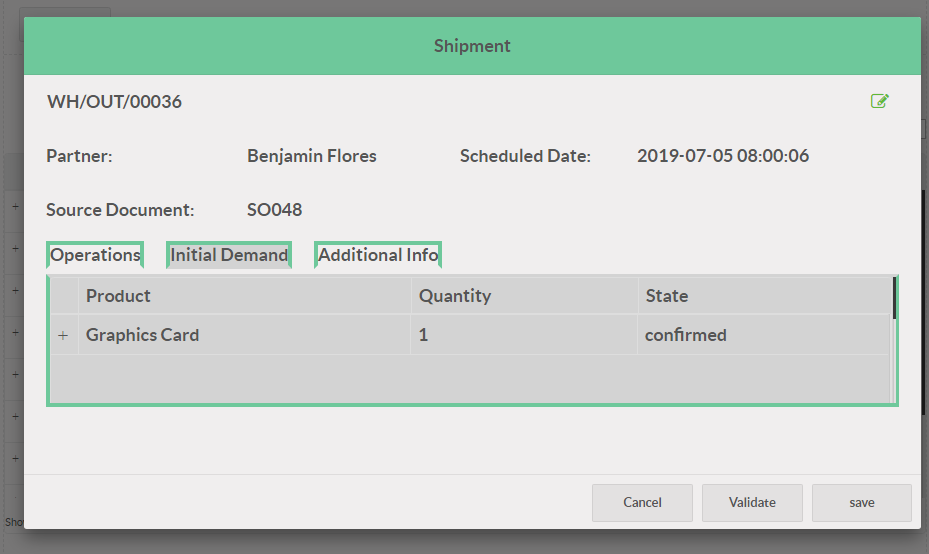 Shipment
WH/OUT/00036
Partner: Benjamin Flores Scheduled Date: 2019-07-05 08:00:06
Source Document: SO048
Operations Initial Demand Additional Info
Product Quantity State
+ Graphics Card 1 confirmed
Cancel Validate save